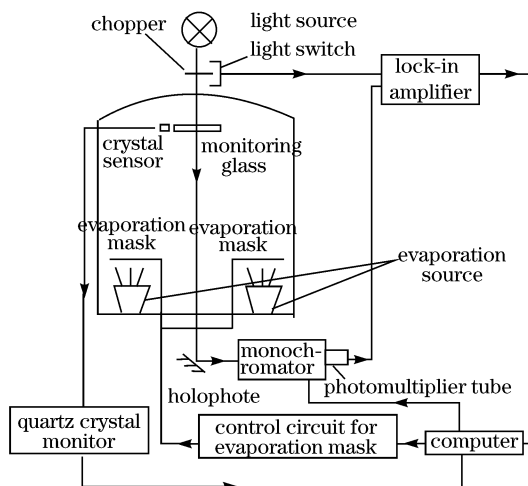 light source
chopper
light switch
lock-in
amplifier
crystal
sensor
monitoring
glass
evaporation
mask
evaporation
mask
evaporation
source
monoch-
romator
photomultiplier tube
holophote
quartz crystal
monitor
control circuit for
evaporation mask
computer